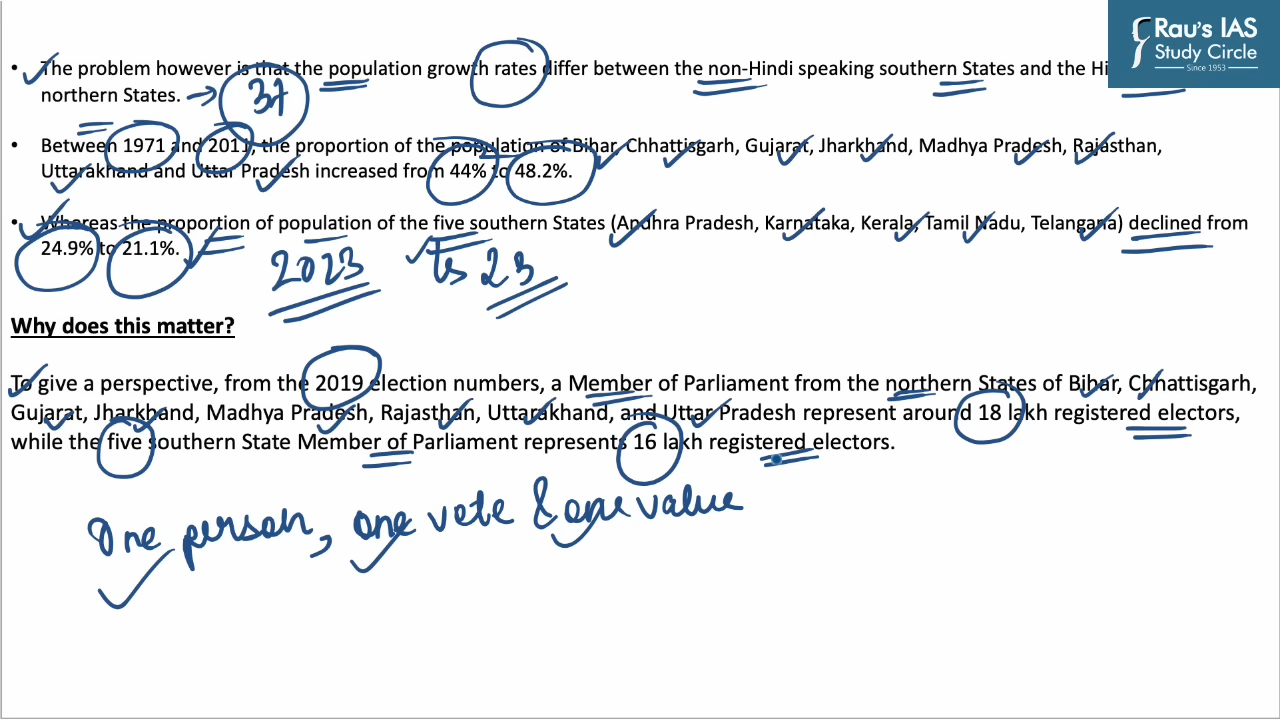 Rau's IAS
Study Circle
Since 1953
• The problem however is that the population growth rates differ between the non-Hindi speaking southern States and the Hi
northern States. → 37
• Between 1971 and 2011, the proportion of the population of Bihar, Chhattisgarh, Gujarat, Jharkhand, Madhya Pradesh, Rajasthan,
Uttarakhand and Uttar Pradesh increased from 44% to 48.2%.
• Whereas the proportion of population of the five southern States (Andhra Pradesh, Karnataka, Kerala, Tamil Nadu, Telangana) declined from
24.9% to 21.1%.
2023 23
Why does this matter?
To give a perspective, from the 2019 election numbers, a Member of Parliament from the northern States of Bihar, Chhattisgarh,
Gujarat, Jharkhand, Madhya Pradesh, Rajasthan, Uttarakhand, and Uttar Pradesh represent around 18 lakh registered electors,
while the five southern State Member of Parliament represents 16 lakh registered electors.
One person, one vote & one value